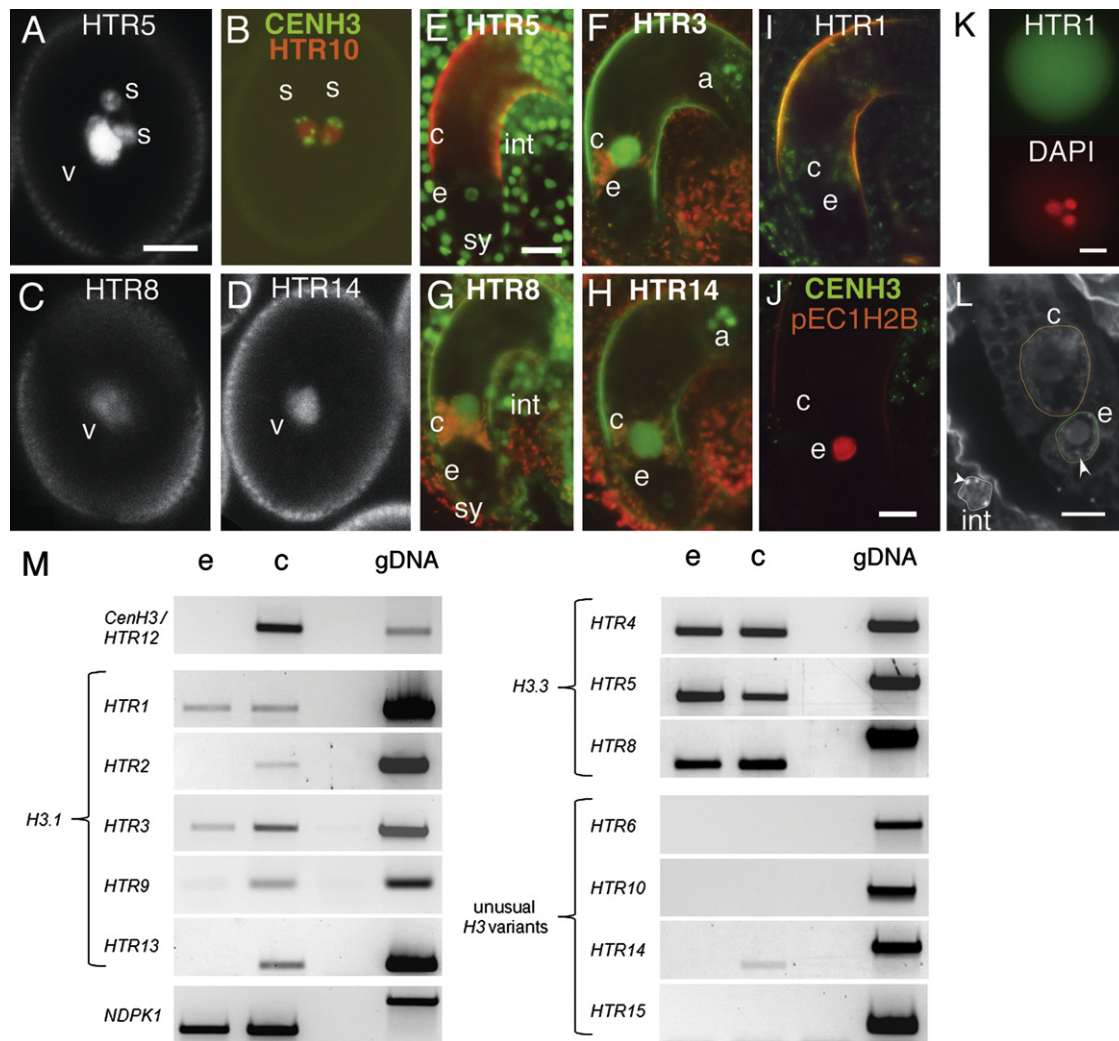 A HTR5
s
s
v
B CENH3
HTR10
s s
C HTR8
v
D HTR14
v
E HTR5
c
int
e
sy
F HTR3
a
c
e
G HTR8
int
c
e
sy
H HTR14
a
c
e
I HTR1
c
e
J CENH3
pEC1H2B
c
e
K HTR1
DAPI
L
c
e
int
M
e c gDNA
CenH3/
HTR12
H3.1
HTR1
HTR2
HTR3
HTR9
HTR13
NDPK1
e c gDNA
H3.3
HTR4
HTR5
HTR8
unusual
H3 variants
HTR6
HTR10
HTR14
HTR15